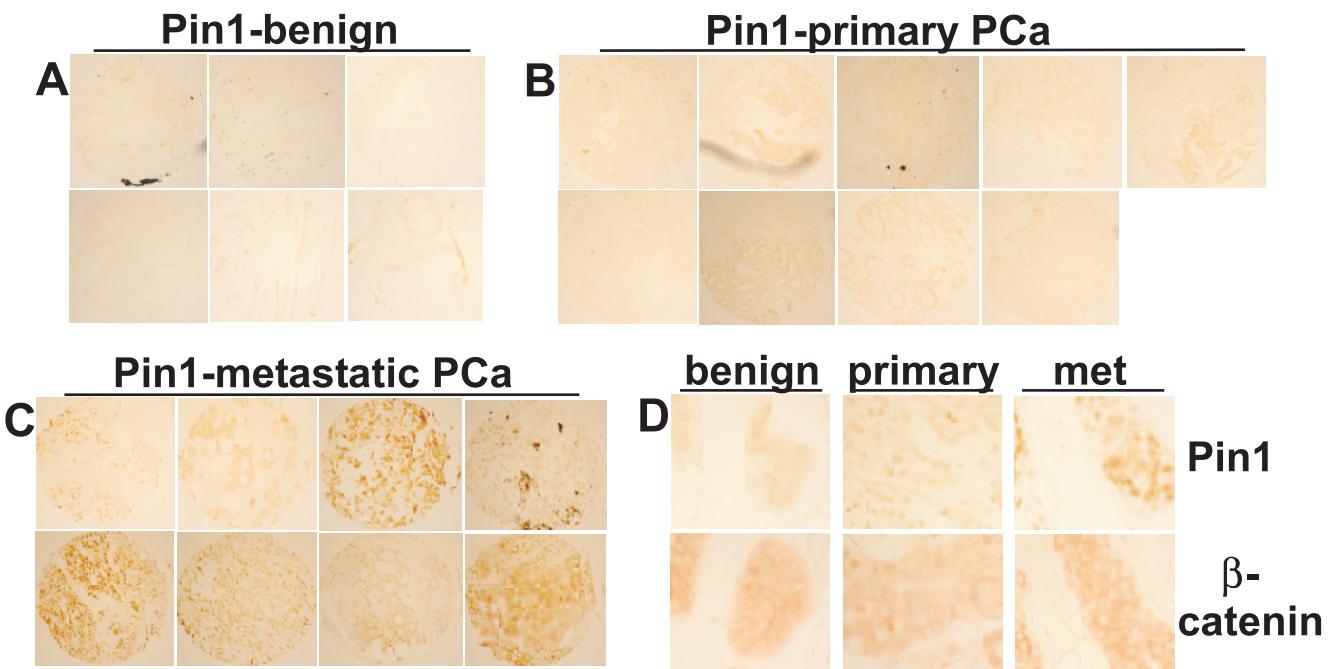 Pin1-benign
A
Pin1-primary PCa
B
Pin1-metastatic PCa
C
benign primary met
D
Pin1
β-
catenin